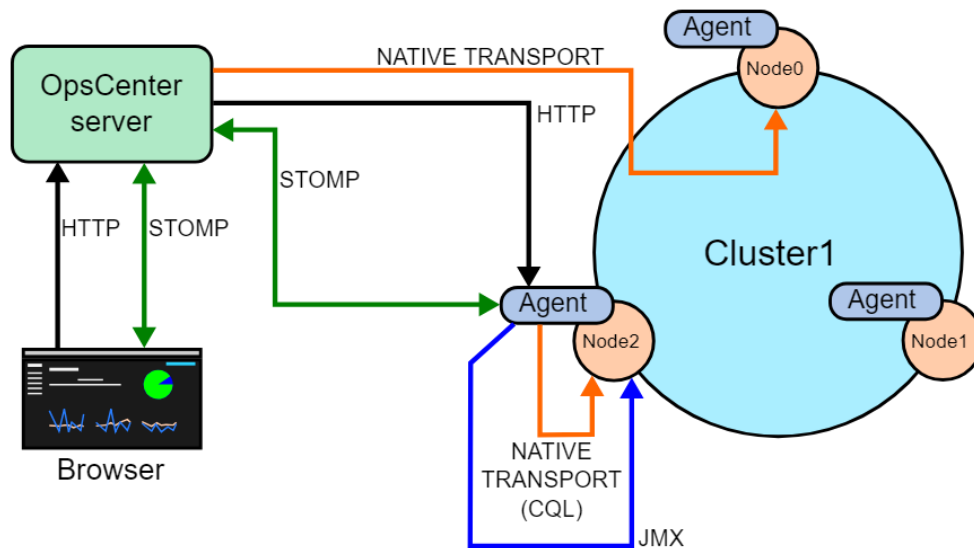 Agent
Node0
NATIVE TRANSPORT
OpsCenter
server
HTTP
STOMP
HTTP
STOMP
Cluster1
Agent
Node2
Agent
Node1
Browser
NATIVE
TRANSPORT
(CQL)
JMX